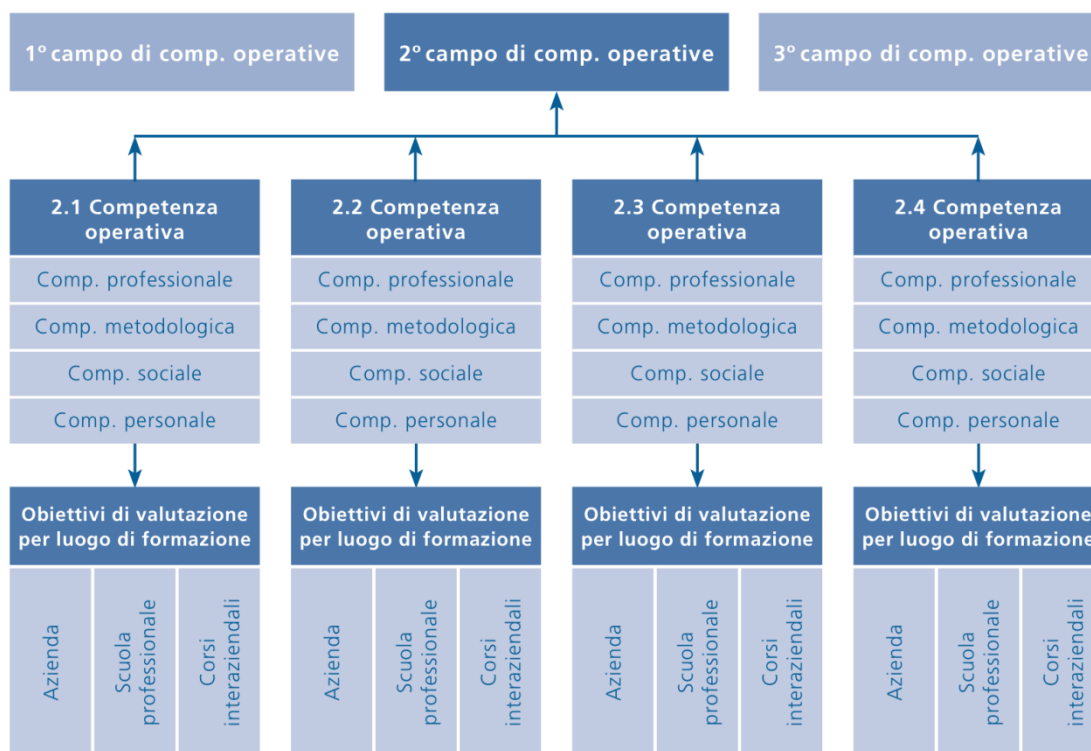 1º campo di comp. operative
2º campo di comp. operative
3º campo di comp. operative
2.1 Competenza
operativa
Comp. professionale
Comp. metodologica
Comp. sociale
Comp. personale
Obiettivi di valutazione
per luogo di formazione
Azienda
Scuola
professionale
Corsi
interaziendali
2.2 Competenza
operativa
Comp. professionale
Comp. metodologica
Comp. sociale
Comp. personale
Obiettivi di valutazione
per luogo di formazione
Azienda
Scuola
professionale
Corsi
interaziendali
2.3 Competenza
operativa
Comp. professionale
Comp. metodologica
Comp. sociale
Comp. personale
Obiettivi di valutazione
per luogo di formazione
Azienda
Scuola
professionale
Corsi
interaziendali
2.4 Competenza
operativa
Comp. professionale
Comp. metodologica
Comp. sociale
Comp. personale
Obiettivi di valutazione
per luogo di formazione
Azienda
Scuola
professionale
Corsi
interaziendali